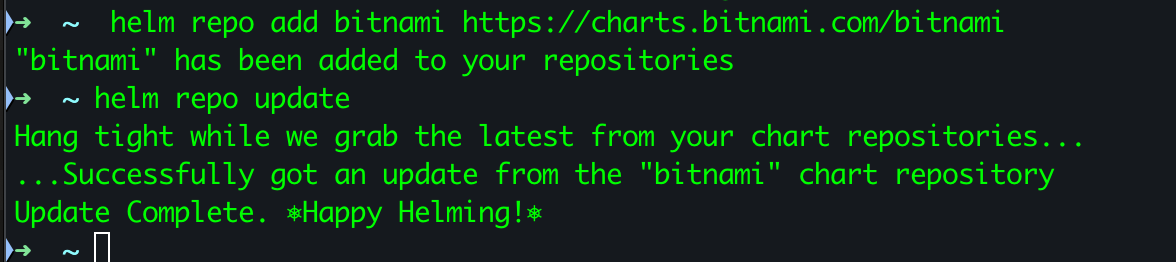 ➜ ~ helm repo add bitnami https://charts.bitnami.com/bitnami
"bitnami" has been added to your repositories
➜ ~ helm repo update
Hang tight while we grab the latest from your chart repositories...
...Successfully got an update from the "bitnami" chart repository
Update Complete. ⎈Happy Helming!⎈
➜ ~